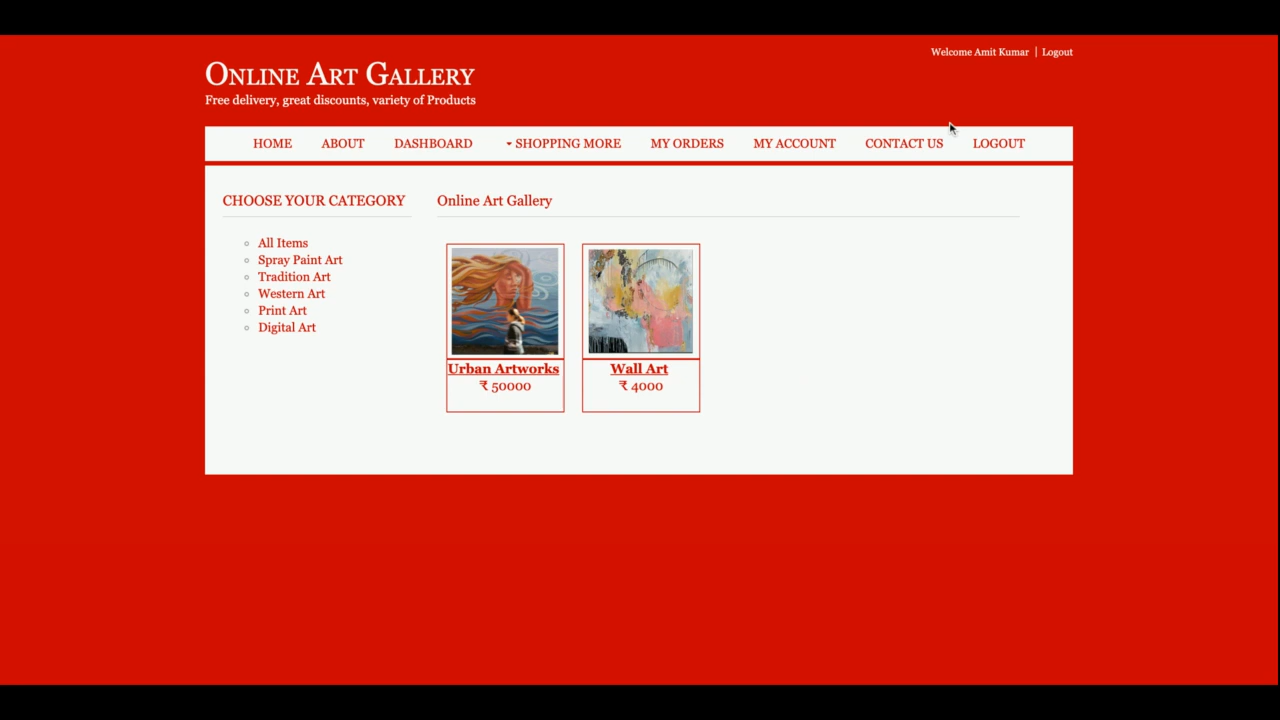 Welcome Amit Kumar | Logout
Online Art Gallery
Free delivery, great discounts, variety of Products
HOME ABOUT DASHBOARD SHOPPING MORE MY ORDERS MY ACCOUNT CONTACT US LOGOUT
CHOOSE YOUR CATEGORY
All Items
Spray Paint Art
Tradition Art
Western Art
Print Art
Digital Art
Online Art Gallery
Urban Artworks
₹ 50000
Wall Art
₹ 4000